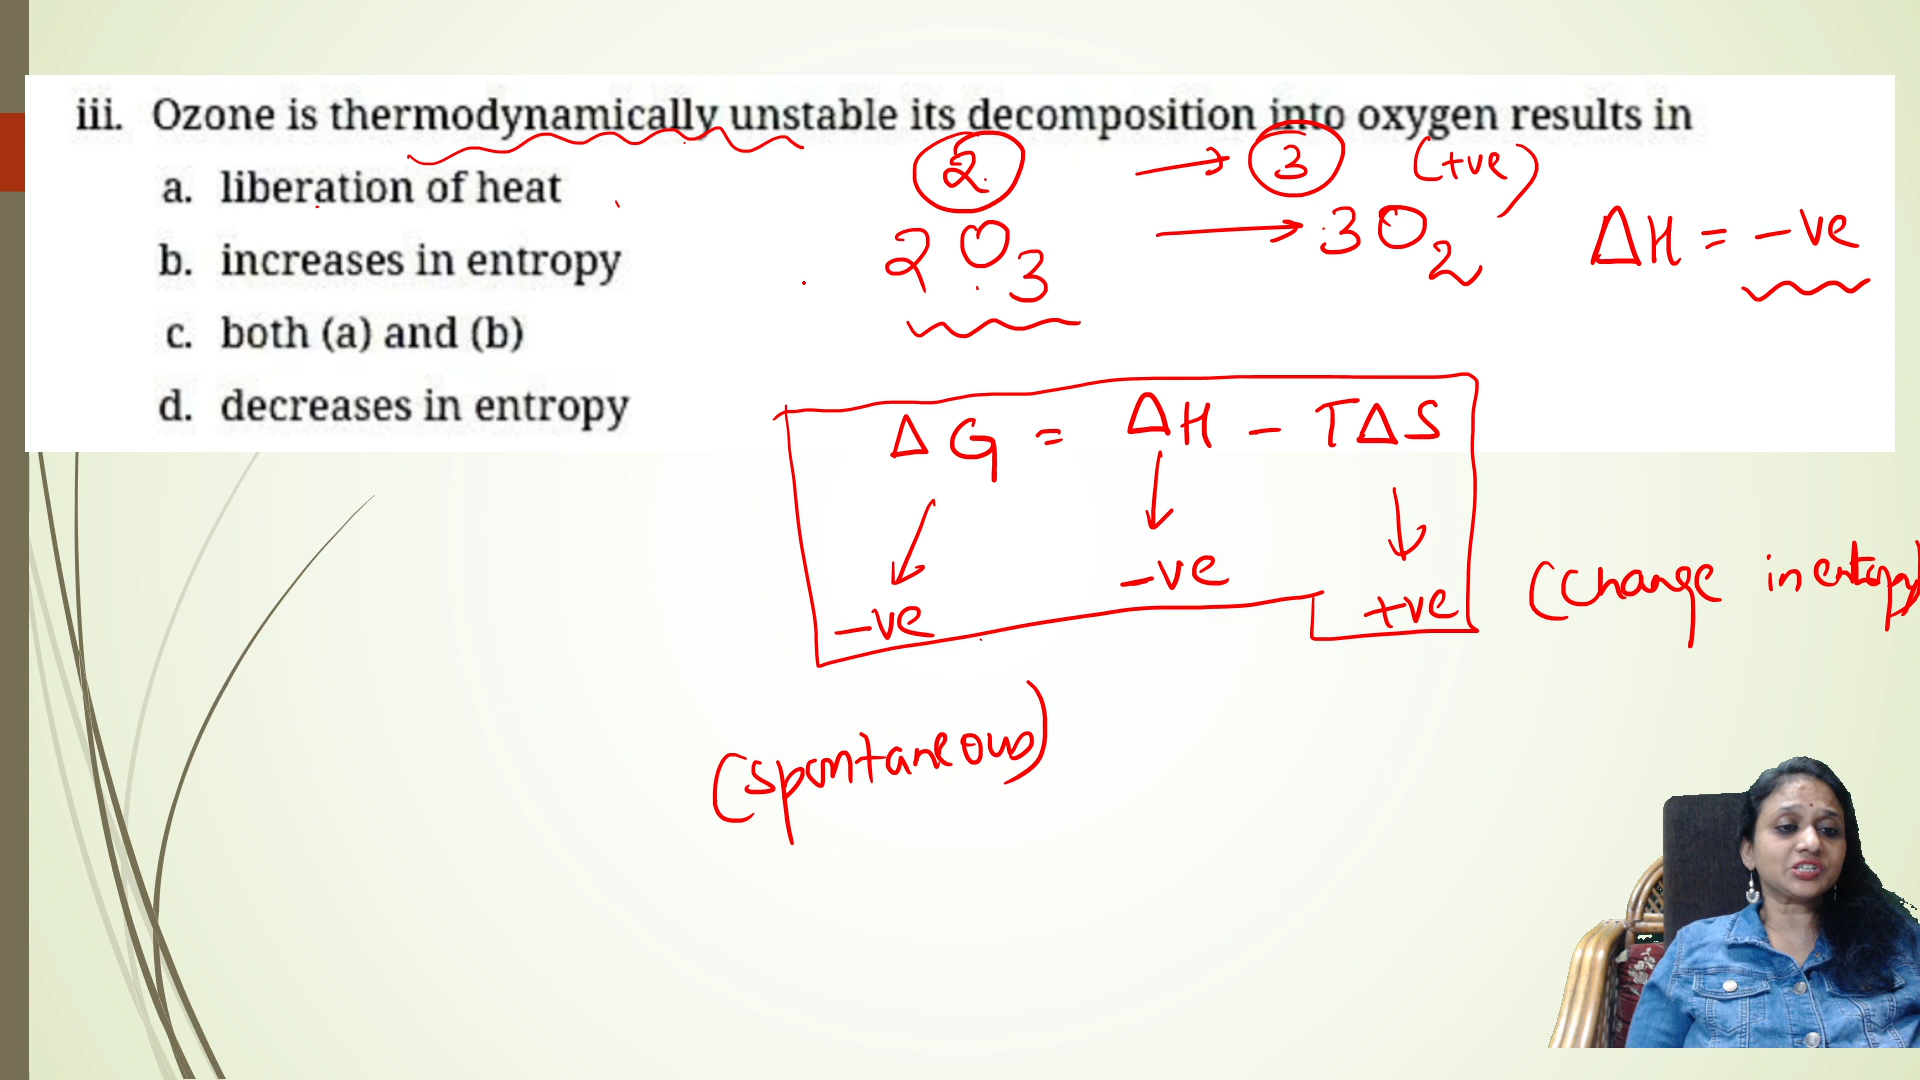 iii. Ozone is thermodynamically unstable its decomposition into oxygen results in
a. liberation of heat
b. increases in entropy
c. both (a) and (b)
d. decreases in entropy
2 → 3 (+ve)
2O3 → 3O2 ΔH = -ve
ΔG = ΔH - TΔS
-ve -ve +ve (Change in entropy)
(spontaneous)